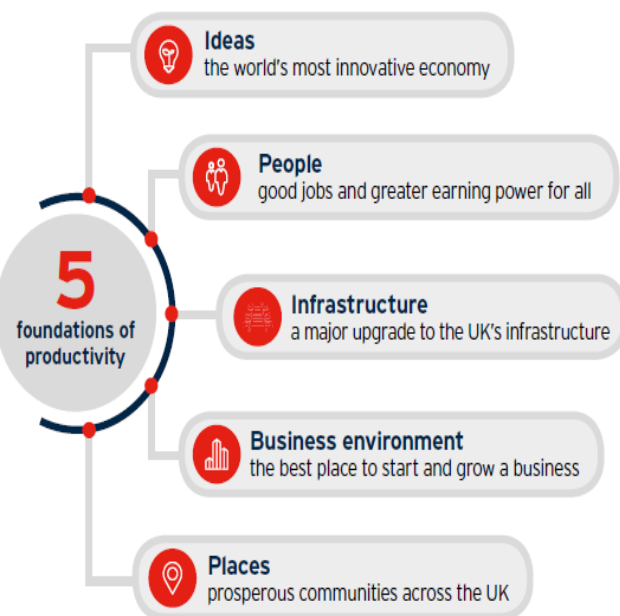 Ideas
the world's most innovative economy
People
good jobs and greater earning power for all
5
foundations of
productivity
Infrastructure
a major upgrade to the UK's infrastructure
Business environment
the best place to start and grow a business
Places
prosperous communities across the UK